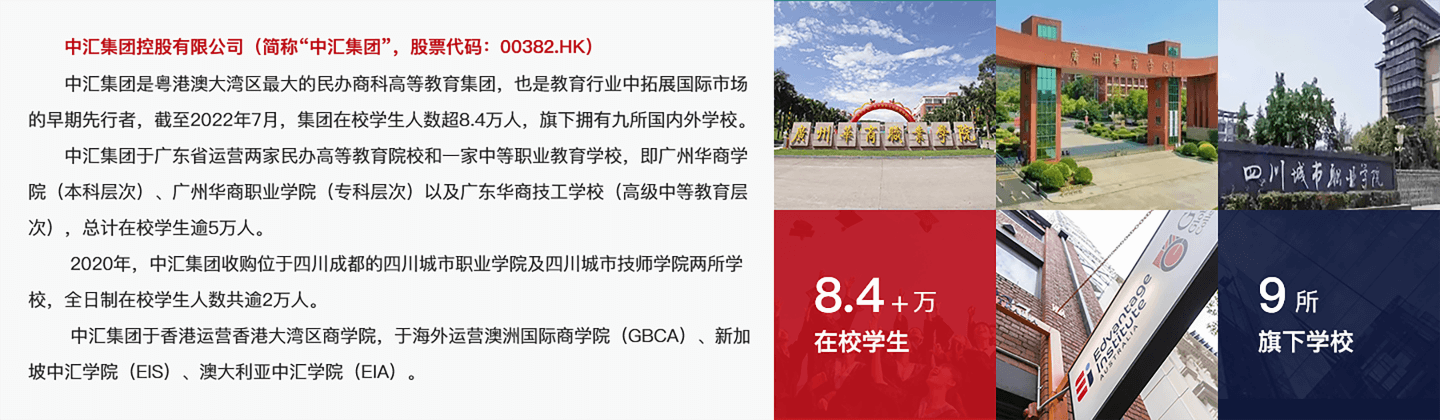 中汇集团控股有限公司（简称“中汇集团”，股票代码：00382.HK）
中汇集团是粤港澳大湾区最大的民办商科高等教育集团，也是教育行业中拓展国际市场
的早期先行者，截至2022年7月，集团在校学生人数超8.4万人，旗下拥有九所国内外学校。
中汇集团于广东省运营两家民办高等教育院校和一家中等职业教育学校，即广州华商学
院（本科层次）、广州华商职业学院（专科层次）以及广东华商技工学校（高级中等教育层
次），总计在校学生逾5万人。
2020年，中汇集团收购位于四川成都的四川城市职业学院及四川城市技师学院两所学
校，全日制在校学生人数共逾2万人。
中汇集团于香港运营香港大湾区商学院，于海外运营澳洲国际商学院（GBCA）、新加
坡中汇学院（EIS）、澳大利亚中汇学院（EIA）。
廣州華商職業學院
廣州華商學院
四川城市职业学院
8.4+万
在校学生
Edvantage
Institute
AUSTRALIA
9所
旗下学校